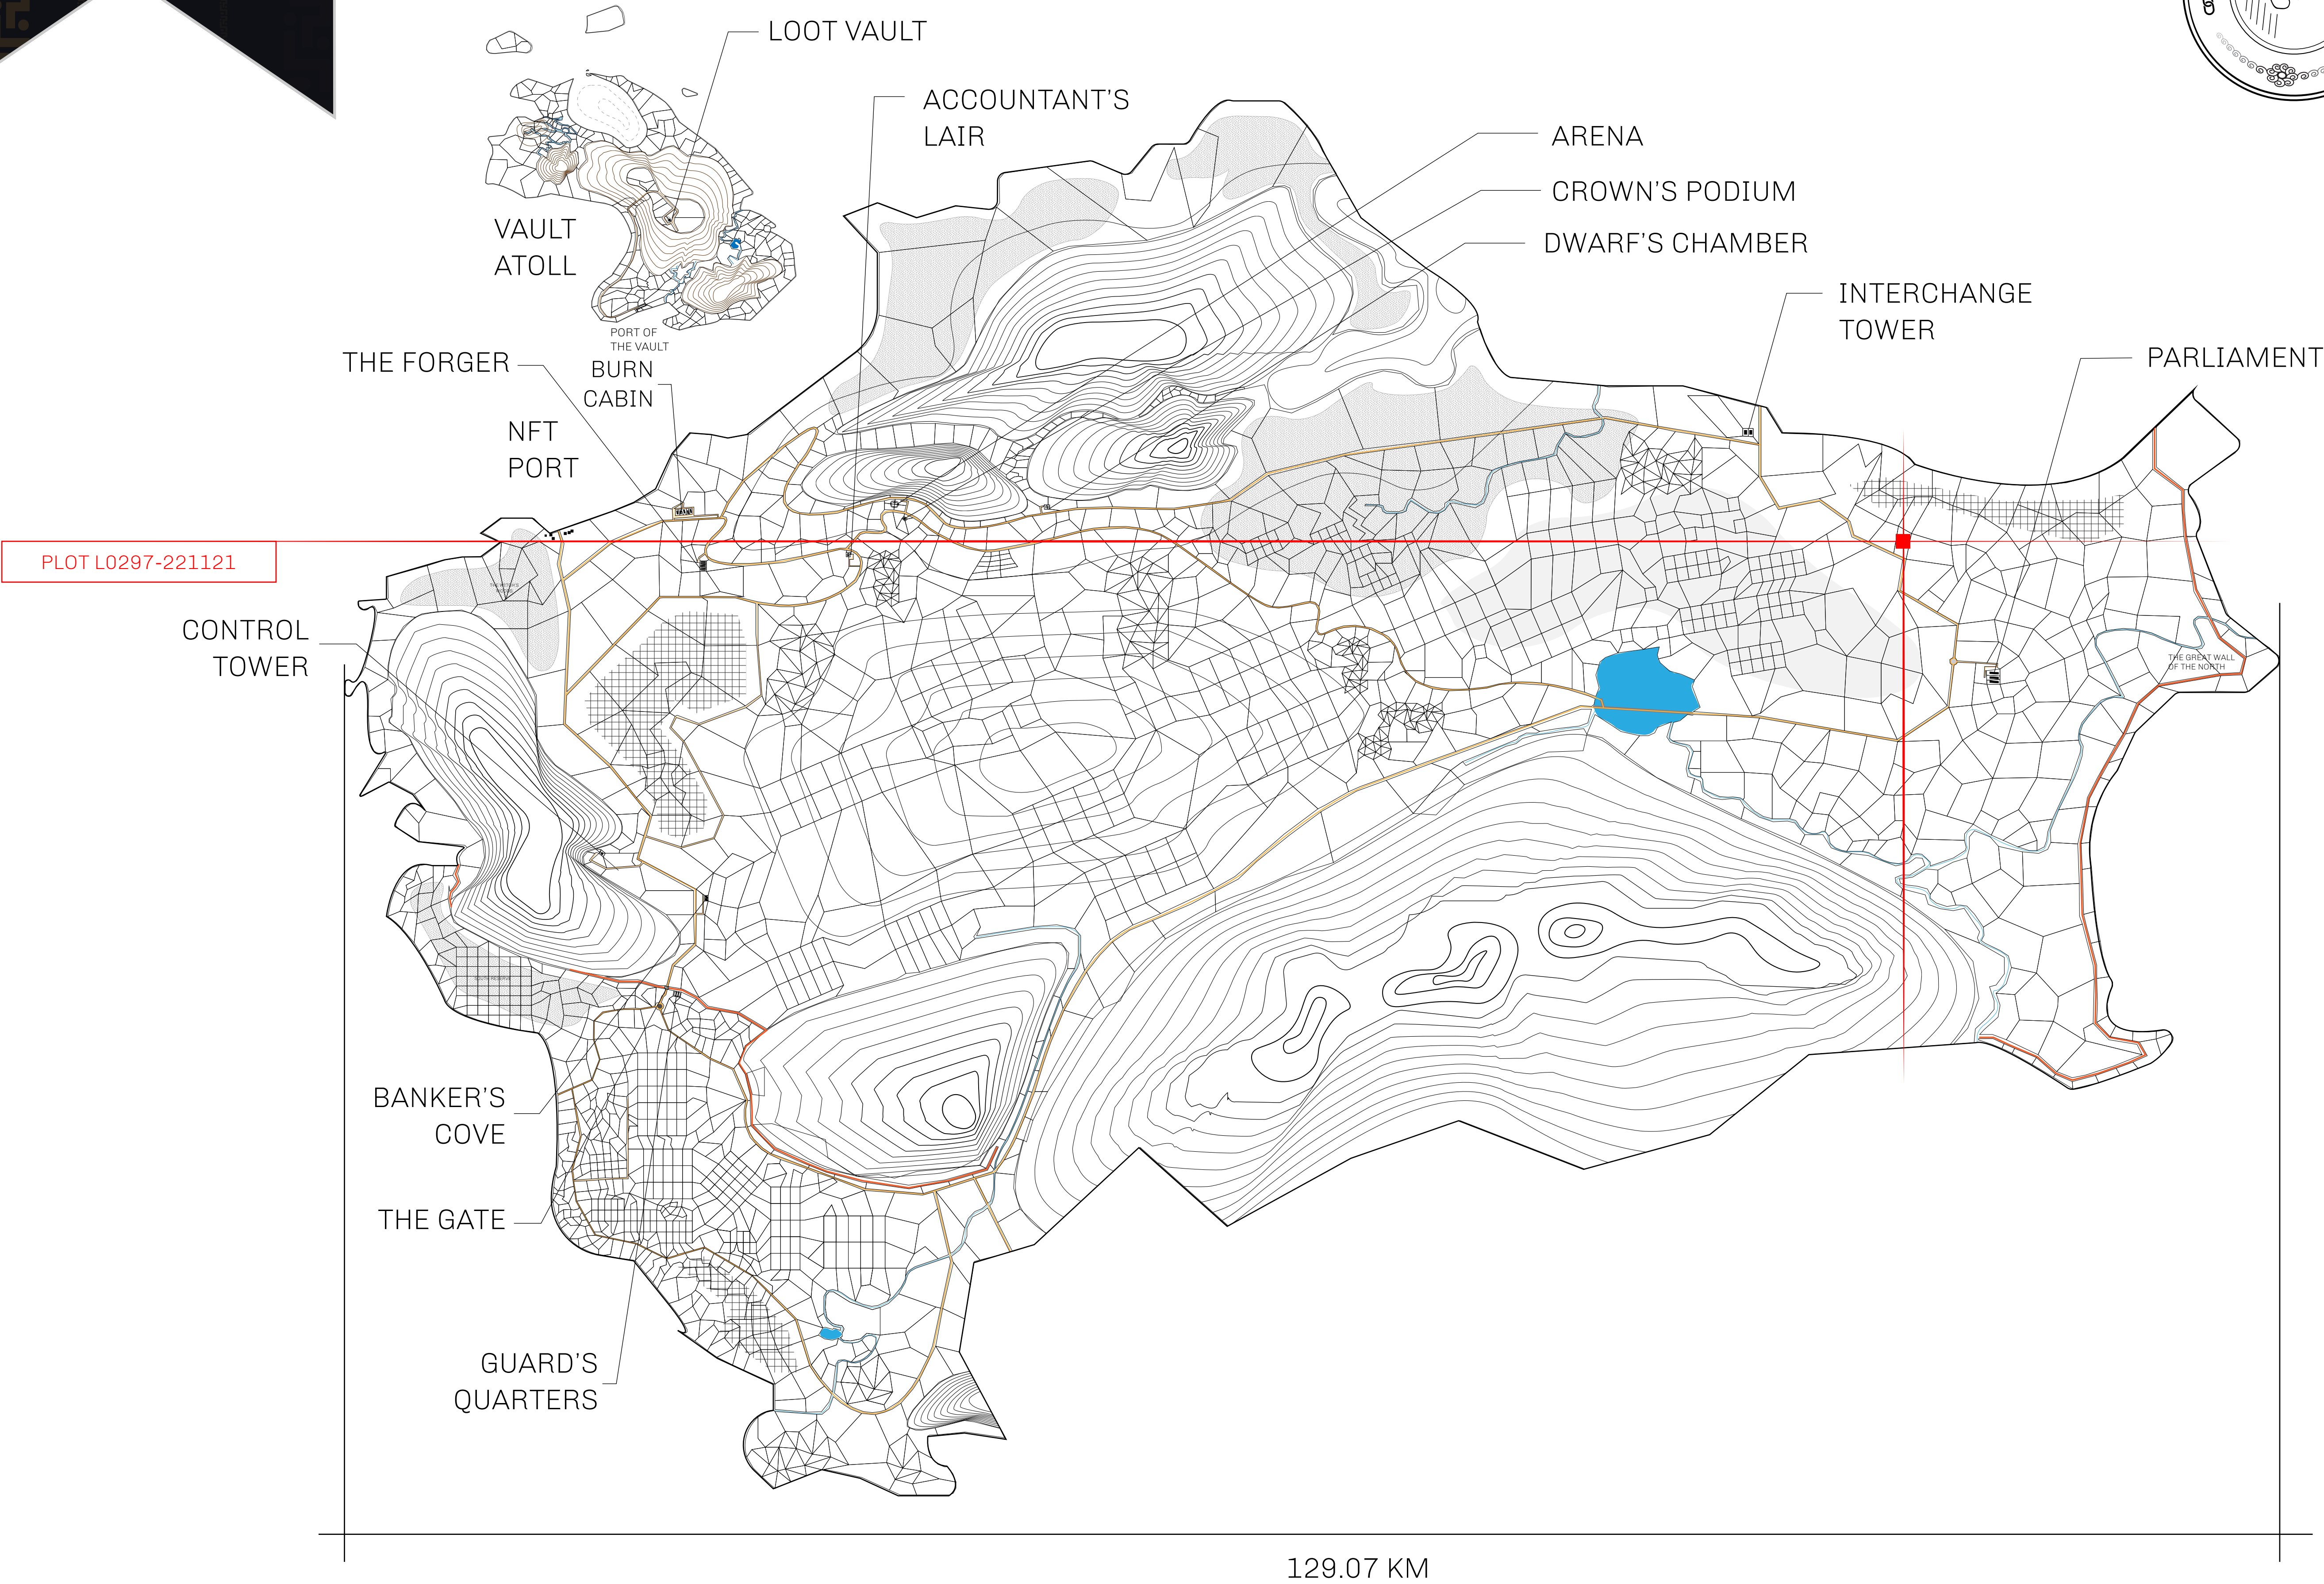 LOOT VAULT
ACCOUNTANT'S
LAIR
ARENA
CROWN'S PODIUM
DWARF'S CHAMBER
VAULT
ATOLL
INTERCHANGE
TOWER
PORT OF
THE VAULT
PARLIAMENT
THE FORGER
BURN
CABIN
NFT
PORT
PLOT L0297-221121
CONTROL
TOWER
THE GREAT WALL
OF THE NORTH
BANKER'S
COVE
THE GATE
GUARD'S
QUARTERS
129.07 KM